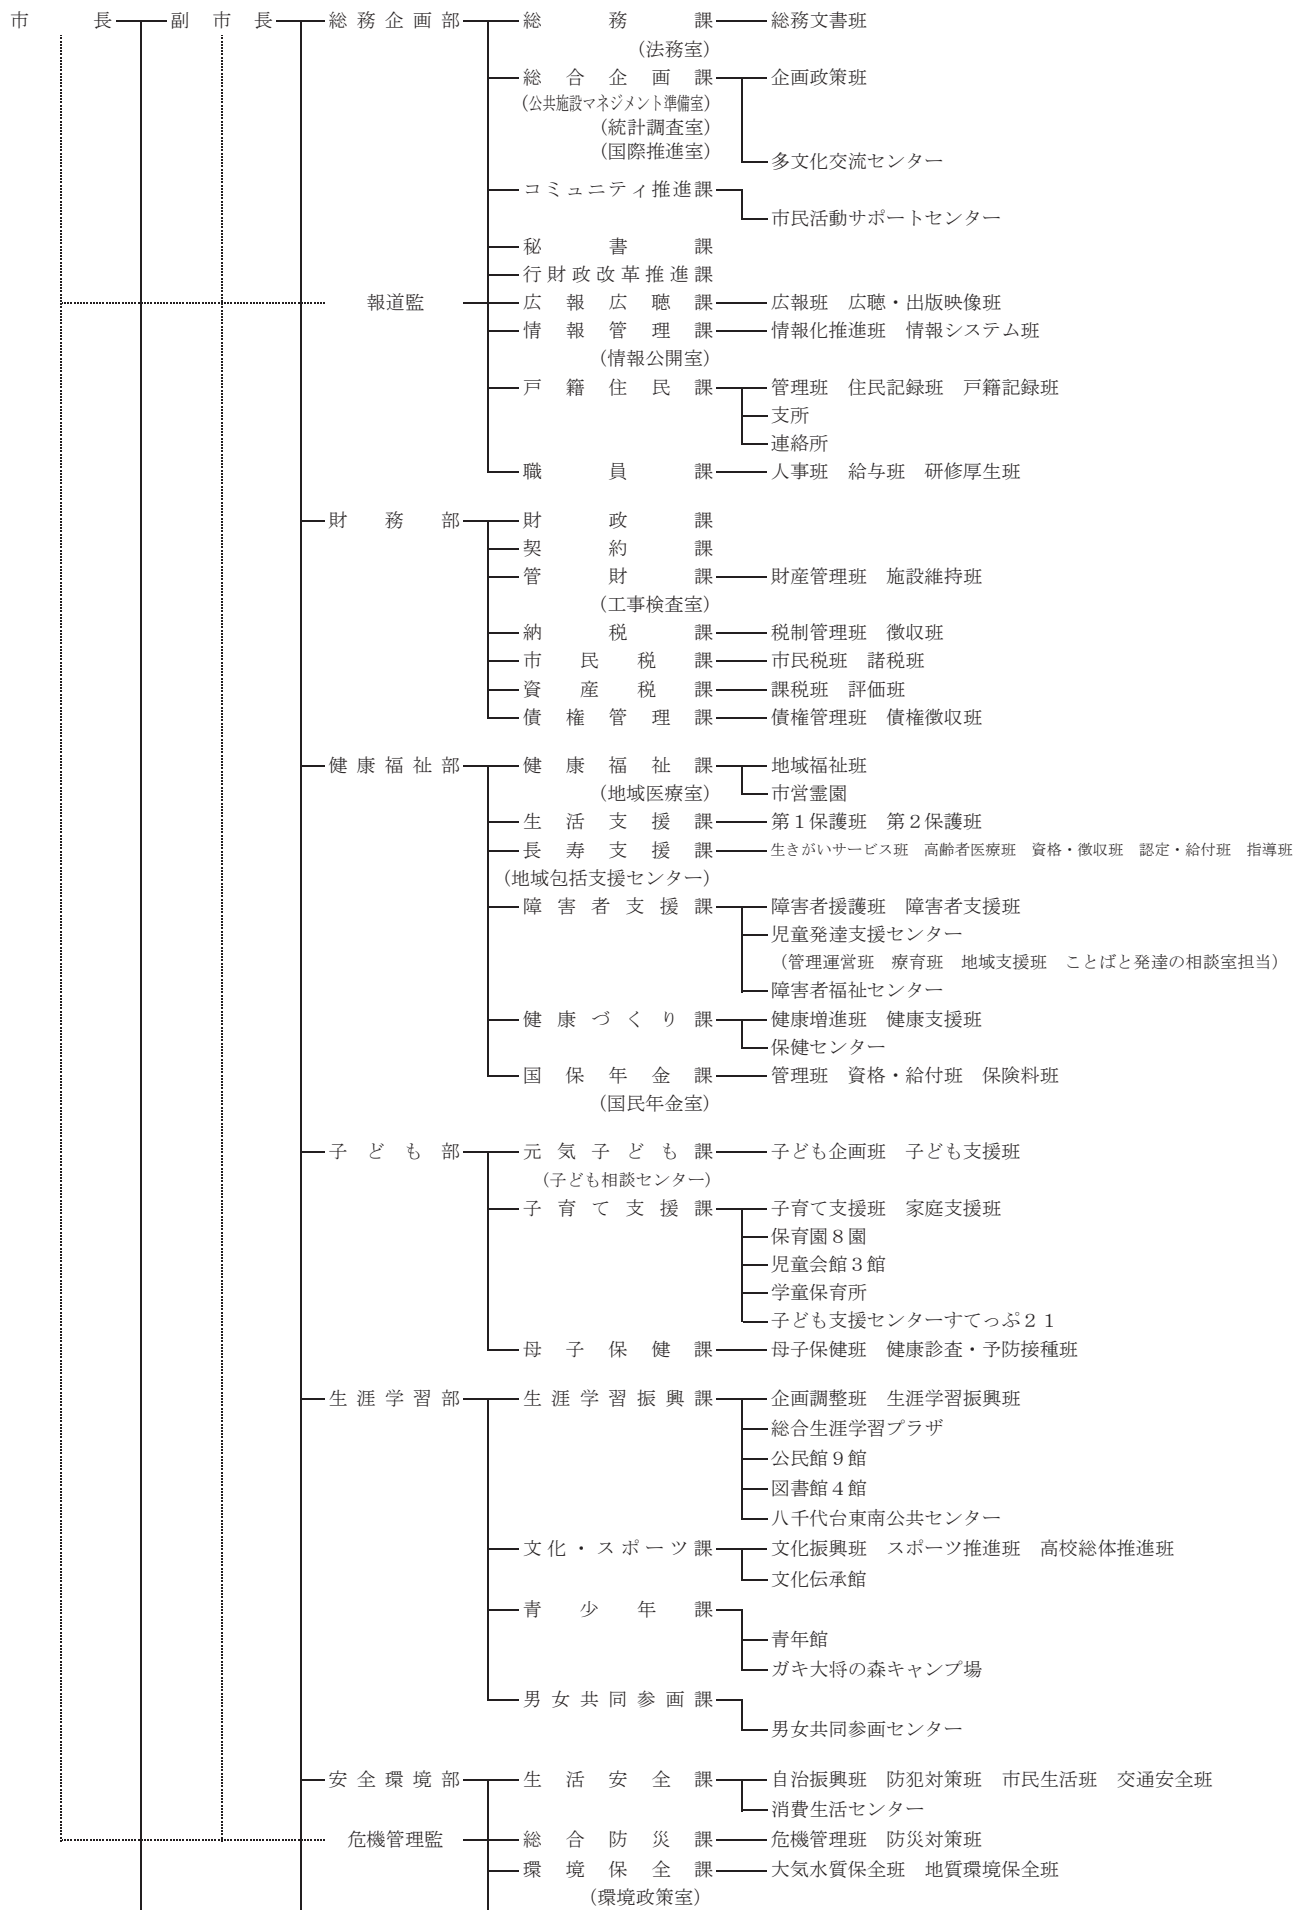 市長 副市長 総務企画部 総務課 総務文書班
(法務室)
総合企画課 企画政策班
(公共施設マネジメント準備室)
(統計調査室)
(国際推進室)
多文化交流センター
コミュニティ推進課
市民活動サポートセンター
秘書課
行財政改革推進課
報道監 広報広聴課 広報班 広聴・出版映像班
情報管理課 情報化推進班 情報システム班
(情報公開室)
戸籍住民課 管理班 住民記録班 戸籍記録班
支所
連絡所
職員課 人事班 給与班 研修厚生班
財務部 財政課
契約課
管財課 財産管理班 施設維持班
(工事検査室)
納税課 税制管理班 徴収班
市民税課 市民税班 諸税班
資産税課 課税班 評価班
債権管理課 債権管理班 債権徴収班
健康福祉部 健康福祉課 地域福祉班
(地域医療室) 市営霊園
生活支援課 第1保護班 第2保護班
長寿支援課 生きがいサービス班 高齢者医療班 資格・徴収班 認定・給付班 指導班
(地域包括支援センター)
障害者支援課 障害者援護班 障害者支援班
児童発達支援センター
(管理運営班 療育班 地域支援班 ことばと発達の相談室担当)
障害者福祉センター
健康づくり課 健康増進班 健康支援班
保健センター
国保年金課 管理班 資格・給付班 保険料班
(国民年金室)
子ども部 元気子ども課 子ども企画班 子ども支援班
(子ども相談センター)
子育て支援課 子育て支援班 家庭支援班
保育園8園
児童会館3館
学童保育所
子ども支援センターすてっぷ21
母子保健課 母子保健班 健康診査・予防接種班
生涯学習部 生涯学習振興課 企画調整班 生涯学習振興班
総合生涯学習プラザ
公民館9館
図書館4館
八千代台東南公共センター
文化・スポーツ課 文化振興班 スポーツ推進班 高校総体推進班
文化伝承館
青少年課
青年館
ガキ大将の森キャンプ場
男女共同参画課
男女共同参画センター
安全環境部 生活安全課 自治振興班 防犯対策班 市民生活班 交通安全班
消費生活センター
危機管理監 総合防災課 危機管理班 防災対策班
環境保全課 大気水質保全班 地質環境保全班
(環境政策室)